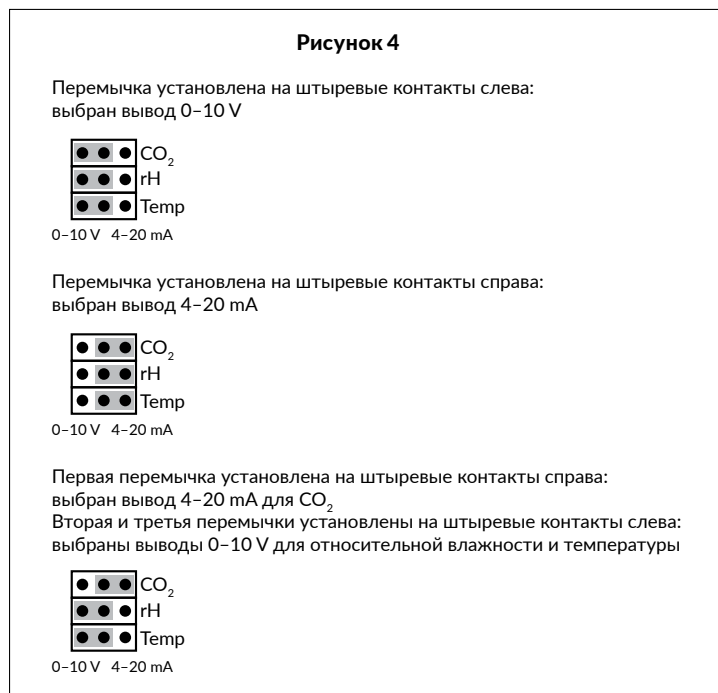 Рисунок 4
Перемычка установлена на штыревые контакты слева:
выбран вывод 0–10 V
CO₂
rH
Temp
0–10 V 4–20 mA
Перемычка установлена на штыревые контакты справа:
выбран вывод 4–20 mA
CO₂
rH
Temp
0–10 V 4–20 mA
Первая перемычка установлена на штыревые контакты справа:
выбран вывод 4–20 mA для CO₂
Вторая и третья перемычки установлены на штыревые контакты слева:
выбраны выводы 0–10 V для относительной влажности и температуры
CO₂
rH
Temp
0–10 V 4–20 mA